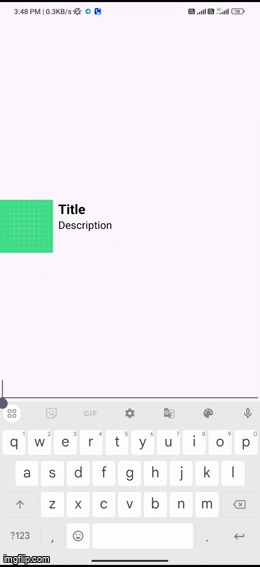 3:48 PM | 0.3KB/s
Title
Description
GIF
q 1 w 2 e 3 r 4 t 5 y 6 u 7 i 8 o 9 p 0
a s d f g h j k l
z x c v b n m
?123 , .
imgflip.com